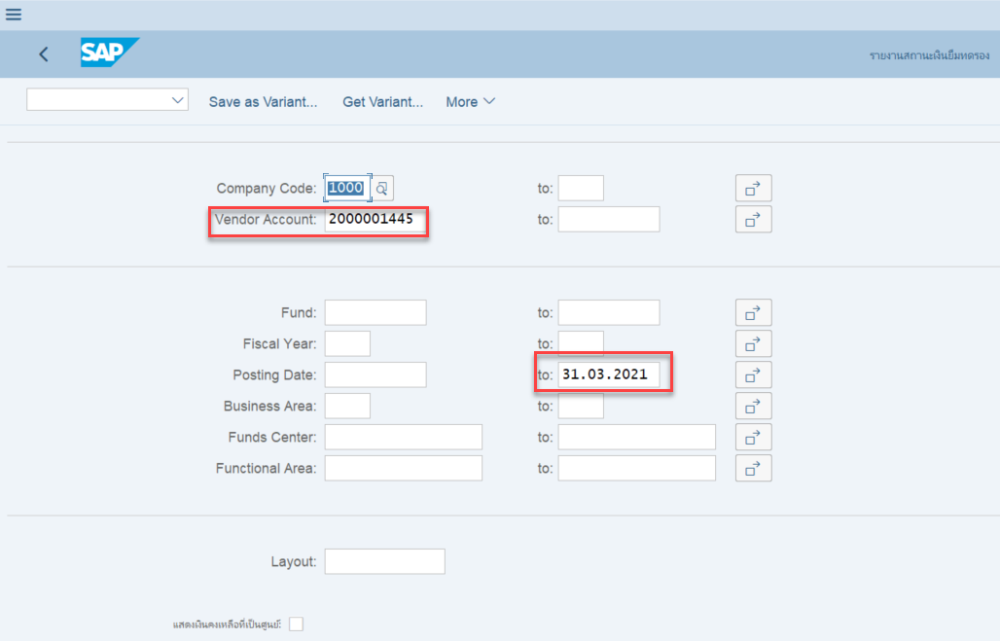 SAP
รายงานสถานะเงินยืมทดรอง
Save as Variant... Get Variant... More
Company Code: 1000 to:
Vendor Account: 2000001445 to:
Fund: to:
Fiscal Year: to:
Posting Date: to: 31.03.2021
Business Area: to:
Funds Center: to:
Functional Area: to:
Layout:
แสดงเงินคงเหลือที่เป็นศูนย์: